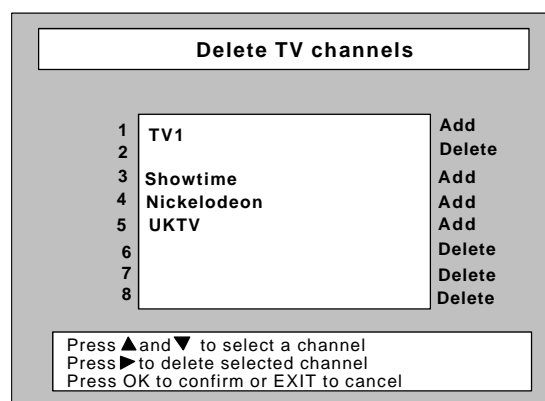 Delete TV channels
1 TV1 Add
2 Delete
3 Showtime Add
4 Nickelodeon Add
5 UKTV Add
6 Delete
7 Delete
8 Delete
Press ▲ and ▼ to select a channel
Press ► to delete selected channel
Press OK to confirm or EXIT to cancel